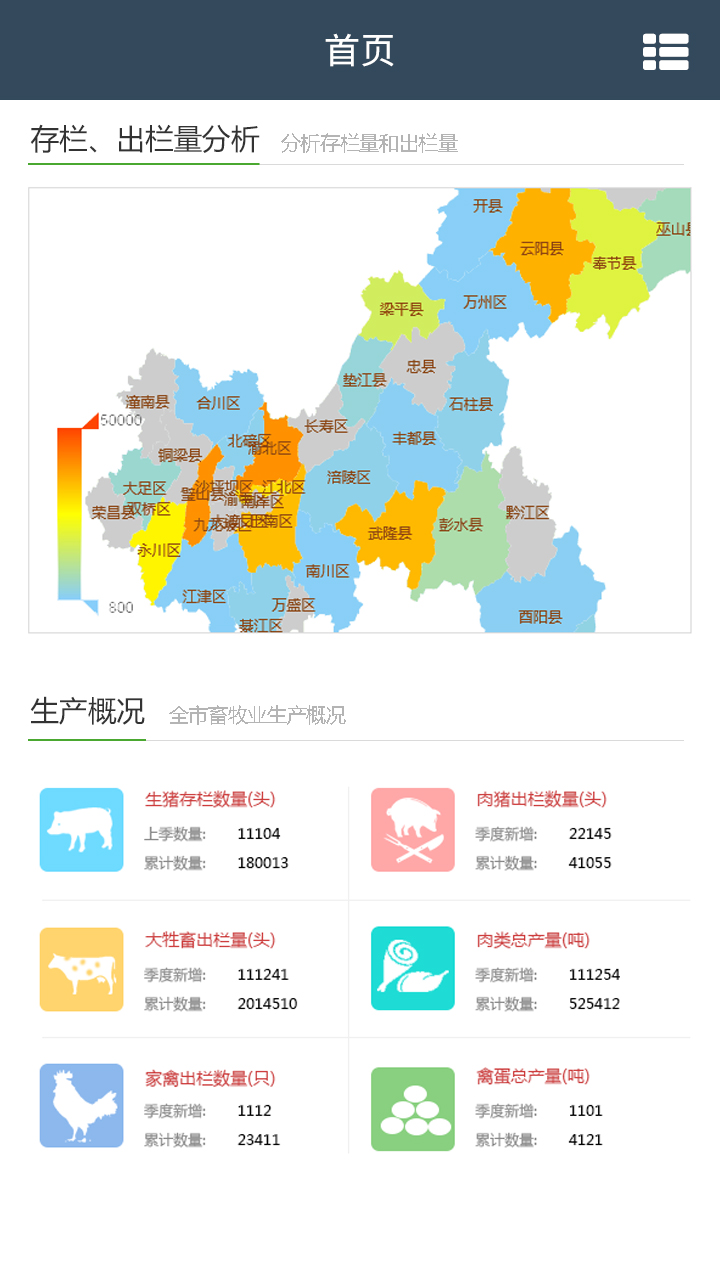 首页
存栏、出栏量分析 分析存栏量和出栏量
开县
巫山县
云阳县
奉节县
万州区
梁平县
忠县
垫江县
潼南县
合川区
石柱县
50000
长寿区
北碚区
渝北区
丰都县
铜梁县
涪陵区
大足区
沙坪坝区
江北区
璧山县
南岸区
双桥区
荣昌县
黔江区
九龙坡区
大渡口区
巴南区
彭水县
武隆县
永川区
南川区
江津区
万盛区
800
酉阳县
綦江区
生产概况 全市畜牧业生产概况
生猪存栏数量(头)
上季数量: 11104
累计数量: 180013
肉猪出栏数量(头)
季度新增: 22145
累计数量: 41055
大牲畜出栏量(头)
季度新增: 111241
累计数量: 2014510
肉类总产量(吨)
季度新增: 111254
累计数量: 525412
家禽出栏数量(只)
季度新增: 1112
累计数量: 23411
禽蛋总产量(吨)
季度新增: 1101
累计数量: 4121